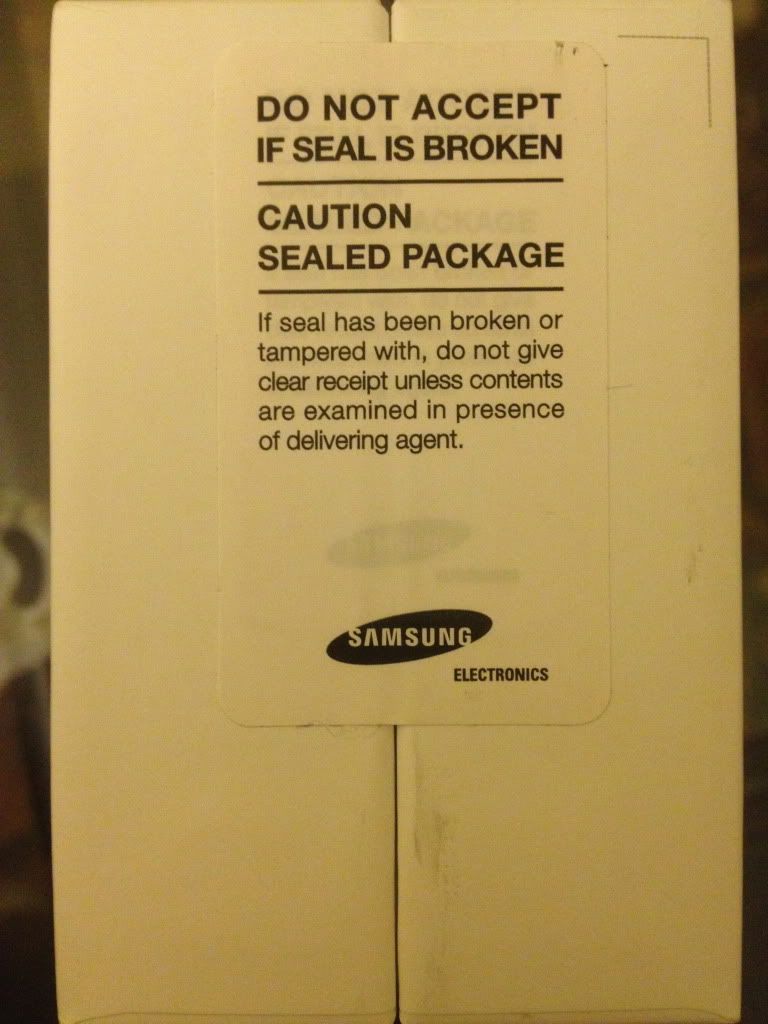 DO NOT ACCEPT
IF SEAL IS BROKEN
CAUTION
SEALED PACKAGE
If seal has been broken or
tampered with, do not give
clear receipt unless contents
are examined in presence
of delivering agent.
SAMSUNG
ELECTRONICS